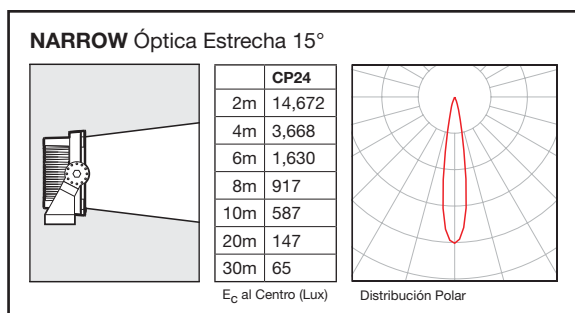 NARROW Óptica Estrecha 15°
CP24
2m 14,672
4m 3,668
6m 1,630
8m 917
10m 587
20m 147
30m 65
EC al Centro (Lux)
Distribución Polar